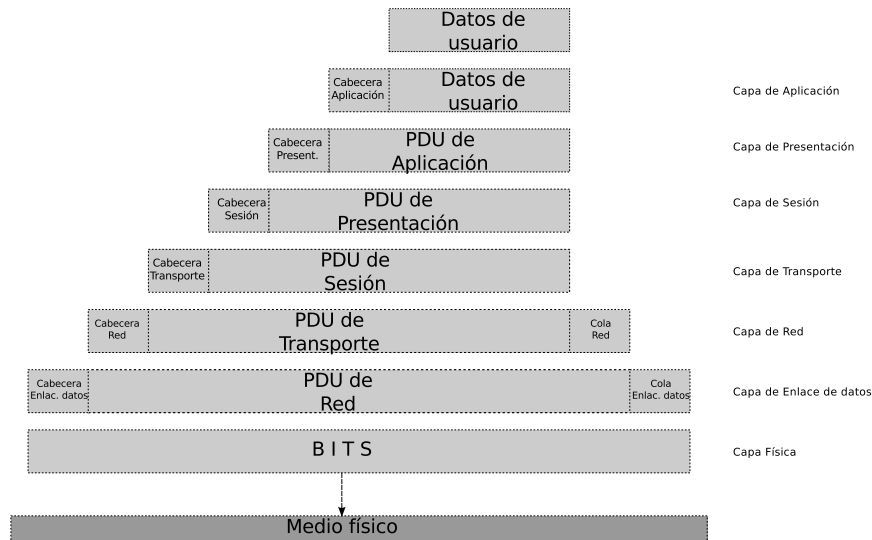 Datos de
usuario
Cabecera
Aplicación
Datos de
usuario
Capa de Aplicación
Cabecera
Present.
PDU de
Aplicación
Capa de Presentación
Cabecera
Sesión
PDU de
Presentación
Capa de Sesión
Cabecera
Transporte
PDU de
Sesión
Capa de Transporte
Cabecera
Red
PDU de
Transporte
Cola
Red
Capa de Red
Cabecera
Enlac. datos
PDU de
Red
Cola
Enlac. datos
Capa de Enlace de datos
B I T S
Capa Física
Medio físico